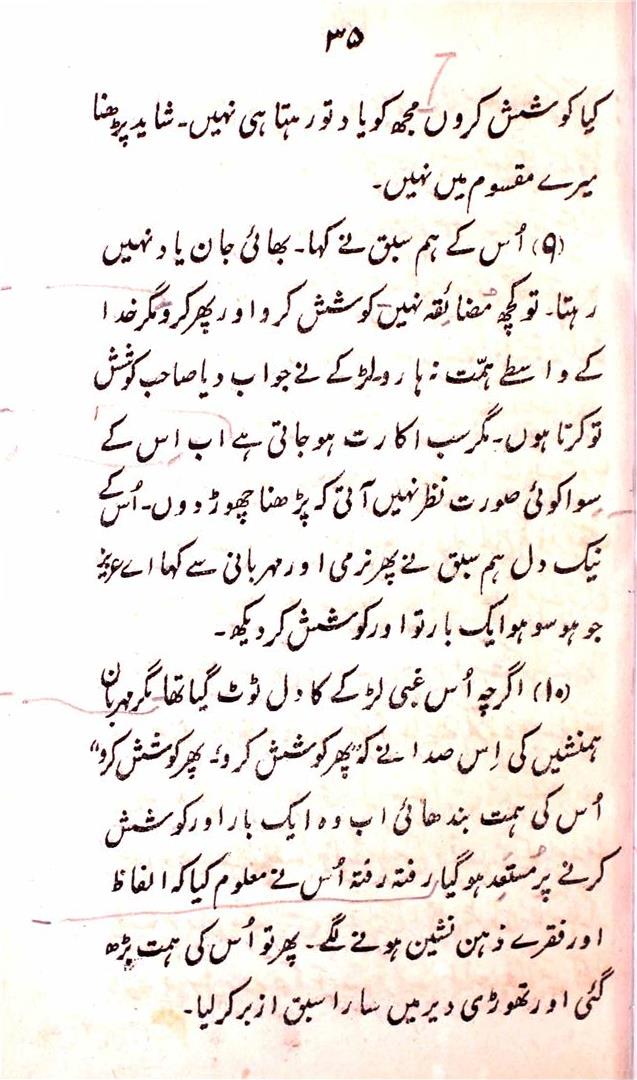 ۳۵
کیا کوشش کروں مجھ کو یاد تو رہتا ہی نہیں۔ شاید پڑھنا
میرے مقسوم میں نہیں۔
(۹) اُس کے ہم سبق نے کہا۔ بھائی جان یاد نہیں
رہتا۔ تو کچھ مُضائقہ نہیں کوشش کرو اور پھر کرو مگر خدا
کے واسطے ہمّت نہ ہارو۔ لڑکے نے جواب دیا صاحب کوشش
تو کرتا ہوں۔ مگر سب اکارت ہو جاتی ہے اب اس کے
سوا کوئی صورت نظر نہیں آتی کہ پڑھنا چھوڑ دوں۔ اُس کے
نیک دل ہم سبق نے پھر نرمی اور مہربانی سے کہا اے عزیز
جو ہو سو ہو ایک بار تو اور کوشش کر دیکھ۔
(۱۰) اگرچہ اُس غبی لڑکے کا دل ٹوٹ گیا تھا۔ مگر مہربان
ہمنشیں کی اِس صدا نے کہ "پھر کوشش کرو۔ پھر کوشش کرو"
اُس کی ہمت بندھائی اب وہ ایک بار اور کوشش
کرنے پر مُستَعِد ہو گیا رفتہ رفتہ اُس نے معلوم کیا کہ الفاظ
اور فقرے ذہن نشین ہونے لگے۔ پھر تو اُس کی ہمت بڑھ
گئی اور تھوڑی دیر میں سارا سبق ازبر کر لیا۔